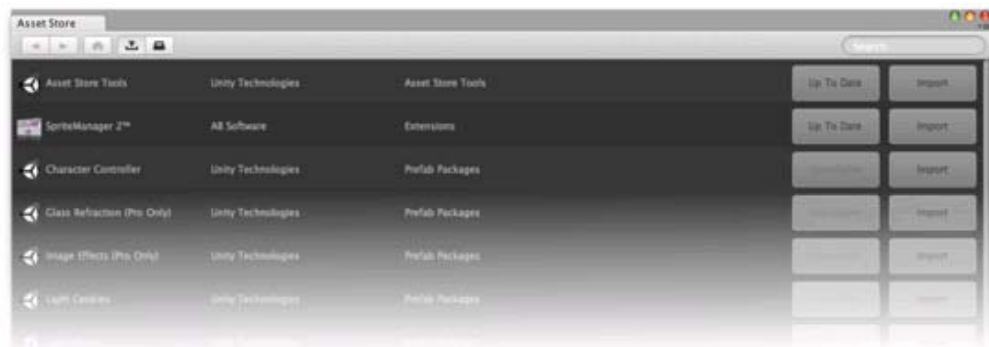 Asset Store
Search
Asset Store Tools Unity Technologies Asset Store Tools Up To Date Import
SpriteManager 2™ AB Software Extensions Up To Date Import
Character Controller Unity Technologies Prefab Packages Import
Glass Refraction (Pro Only) Unity Technologies Prefab Packages Import
Image Effects (Pro Only) Unity Technologies Prefab Packages Import
Light Cookies Unity Technologies Prefab Packages Import